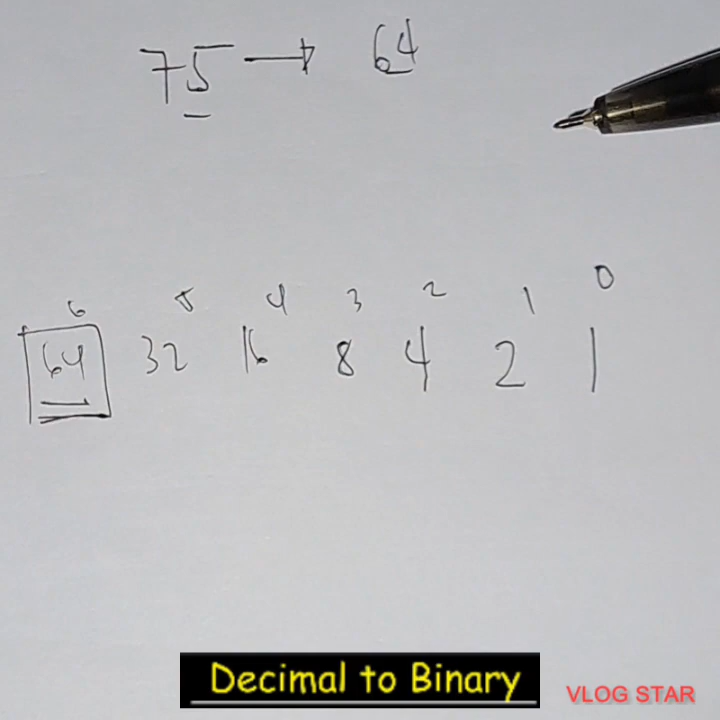 75 → 64
6 5 4 3 2 1 0
64 32 16 8 4 2 1
Decimal to Binary
VLOG STAR